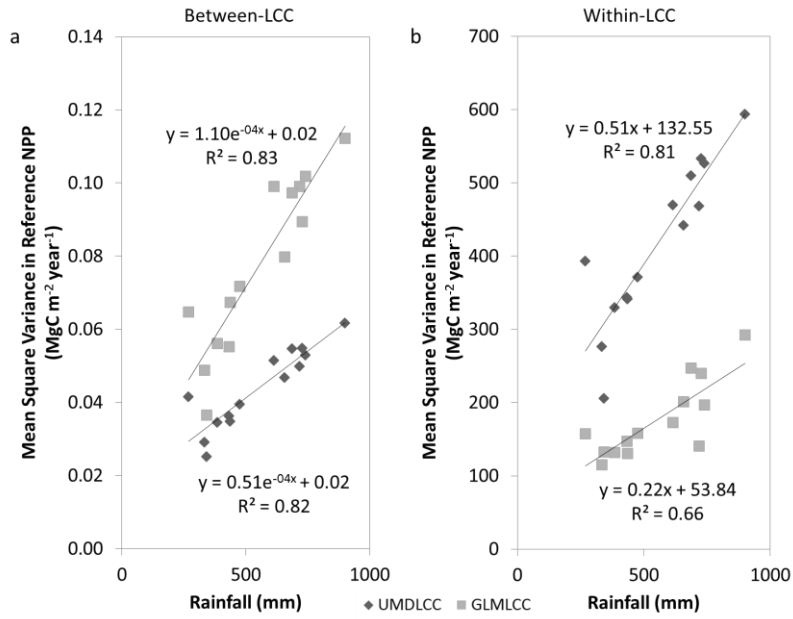 a
Between-LCC
Mean Square Variance in Reference NPP
(MgC m⁻² year⁻¹)
0.14
0.12
0.10
0.08
0.06
0.04
0.02
0.00
y = 1.10e⁻⁰⁴ˣ + 0.02
R² = 0.83
y = 0.51e⁻⁰⁴ˣ + 0.02
R² = 0.82
0
500
1000
Rainfall (mm)
b
Within-LCC
Mean Square Variance in Reference NPP
(MgC m⁻² year⁻¹)
700
600
500
400
300
200
100
0
y = 0.51x + 132.55
R² = 0.81
y = 0.22x + 53.84
R² = 0.66
0
500
1000
Rainfall (mm)
UMDLCC GLMLCC